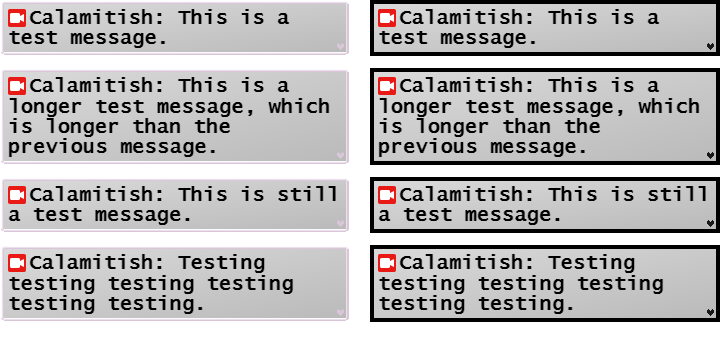 Calamitish: This is a
test message.
Calamitish: This is a
longer test message, which
is longer than the
previous message.
Calamitish: This is still
a test message.
Calamitish: Testing
testing testing testing
testing testing.
Calamitish: This is a
test message.
Calamitish: This is a
longer test message, which
is longer than the
previous message.
Calamitish: This is still
a test message.
Calamitish: Testing
testing testing testing
testing testing.